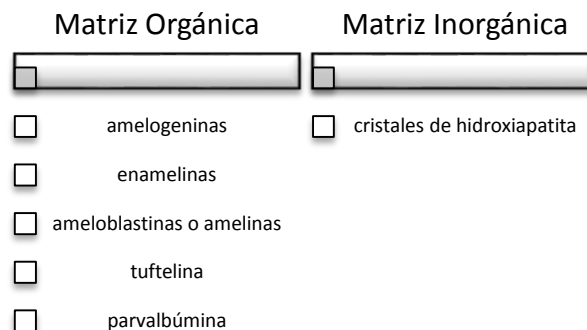 Matriz Orgánica
amelogeninas
enamelinas
ameloblastinas o amelinas
tuftelina
parvalbúmina
Matriz Inorgánica
cristales de hidroxiapatita